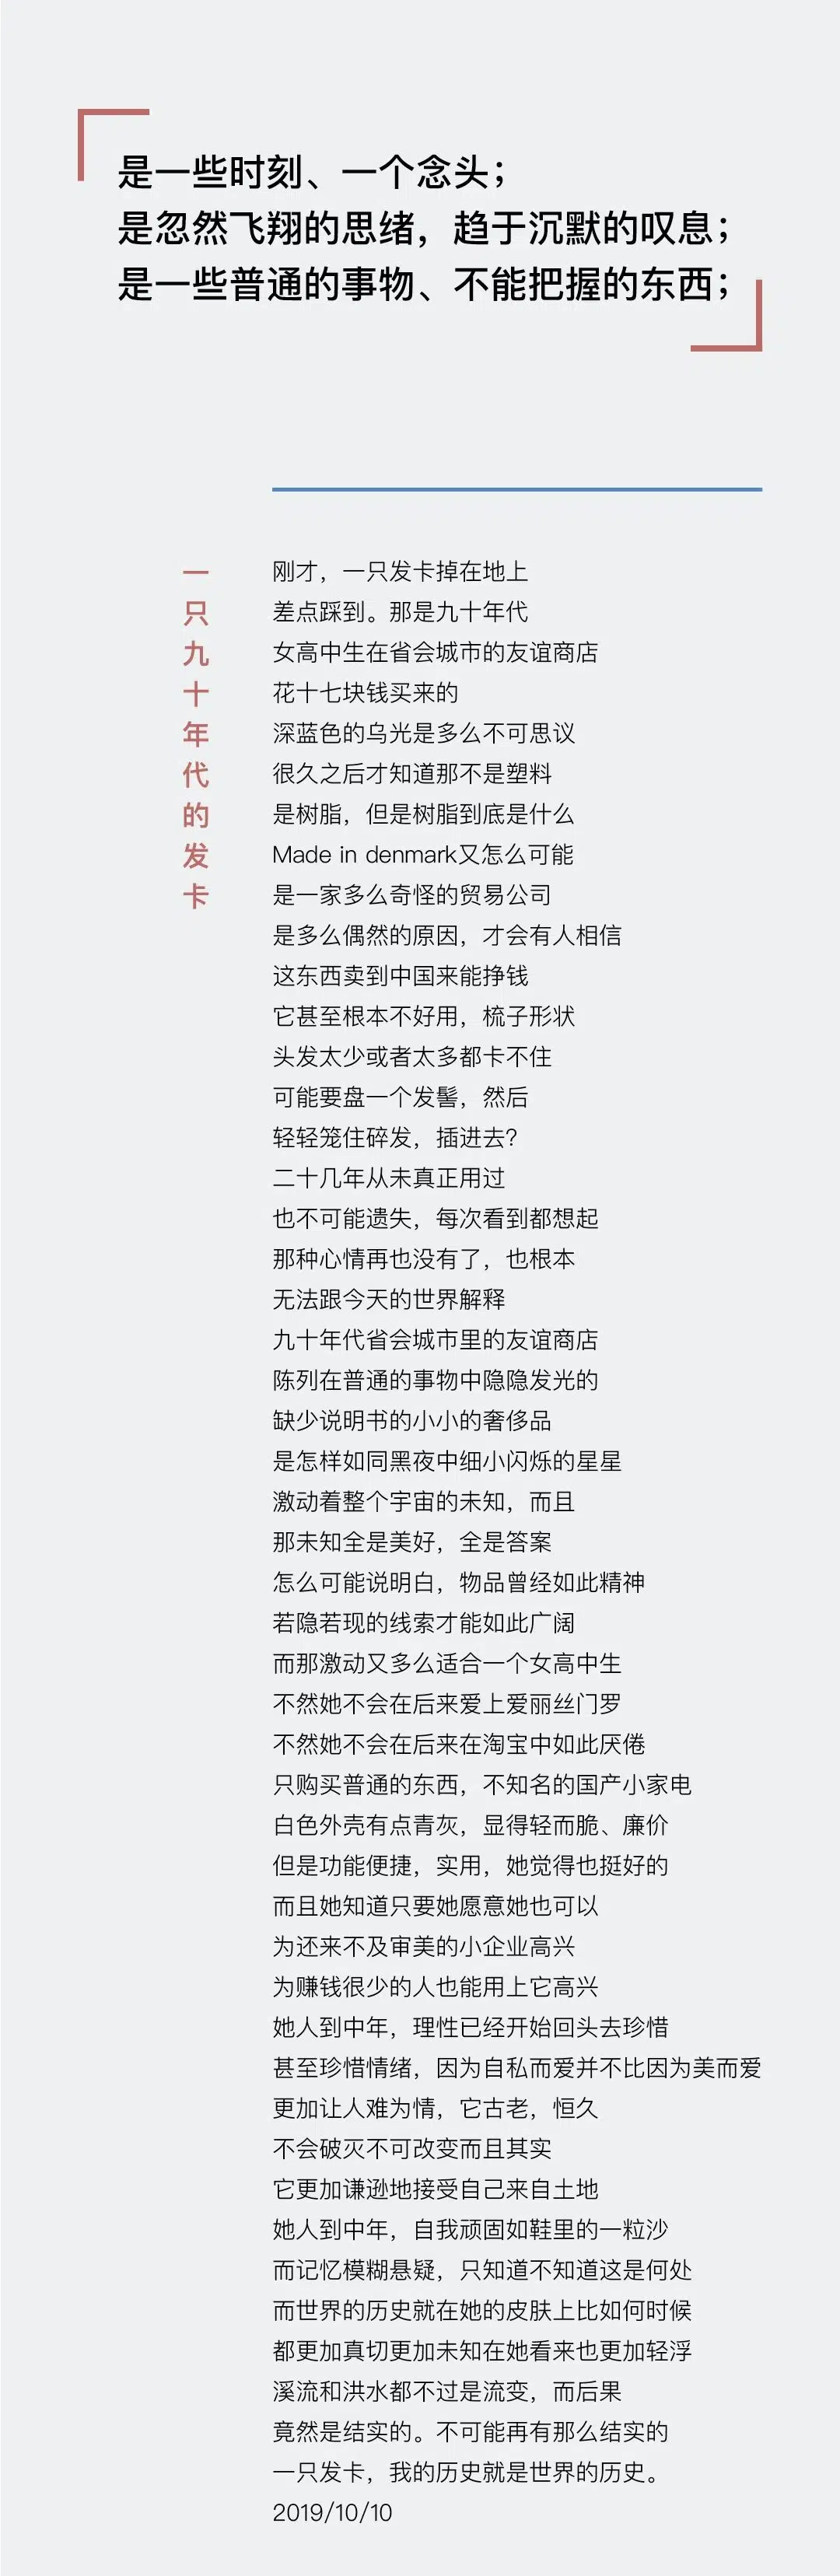 是一些时刻、一个念头；
是忽然飞翔的思绪，趋于沉默的叹息；
是一些普通的事物、不能把握的东西；
一只九十年代的发卡
刚才，一只发卡掉在地上
差点踩到。那是九十年代
女高中生在省会城市的友谊商店
花十七块钱买来的
深蓝色的乌光是多么不可思议
很久之后才知道那不是塑料
是树脂，但是树脂到底是什么
Made in denmark又怎么可能
是一家多么奇怪的贸易公司
是多么偶然的原因，才会有人相信
这东西卖到中国来能挣钱
它甚至根本不好用，梳子形状
头发太少或者太多都卡不住
可能要盘一个发髻，然后
轻轻笼住碎发，插进去？
二十几年从未真正用过
也不可能遗失，每次看到都想起
那种心情再也没有了，也根本
无法跟今天的世界解释
九十年代省会城市里的友谊商店
陈列在普通的事物中隐隐发光的
缺少说明书的小小的奢侈品
是怎样如同黑夜中细小闪烁的星星
激动着整个宇宙的未知，而且
那未知全是美好，全是答案
怎么可能说明白，物品曾经如此精神
若隐若现的线索才能如此广阔
而那激动又多么适合一个女高中生
不然她不会在后来爱上爱丽丝门罗
不然她不会在后来在淘宝中如此厌倦
只购买普通的东西，不知名的国产小家电
白色外壳有点青灰，显得轻而脆、廉价
但是功能便捷，实用，她觉得也挺好的
而且她知道只要她愿意她也可以
为还来不及审美的小企业高兴
为赚钱很少的人也能用上它高兴
她人到中年，理性已经开始回头去珍惜
甚至珍惜情绪，因为自私而爱并不比因为美而爱
更加让人难为情，它古老，恒久
不会破灭不可改变而且其实
它更加谦逊地接受自己来自土地
她人到中年，自我顽固如鞋里的一粒沙
而记忆模糊悬疑，只知道不知道这是何处
而世界的历史就在她的皮肤上比如何时候
都更加真切更加未知在她看来也更加轻浮
溪流和洪水都不过是流变，而后果
竟然是结实的。不可能再有那么结实的
一只发卡，我的历史就是世界的历史。
2019/10/10